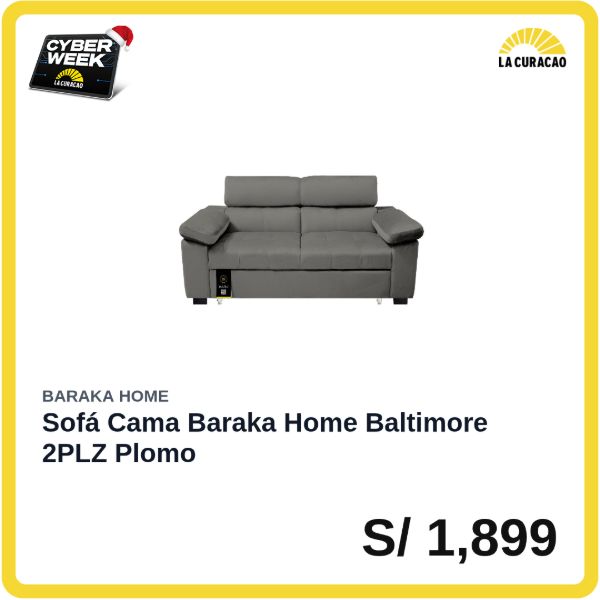 CYBER
WEEK
LA CURACAO
LA CURACAO
BARAKA HOME
Sofá Cama Baraka Home Baltimore
2PLZ Plomo
S/ 1,899